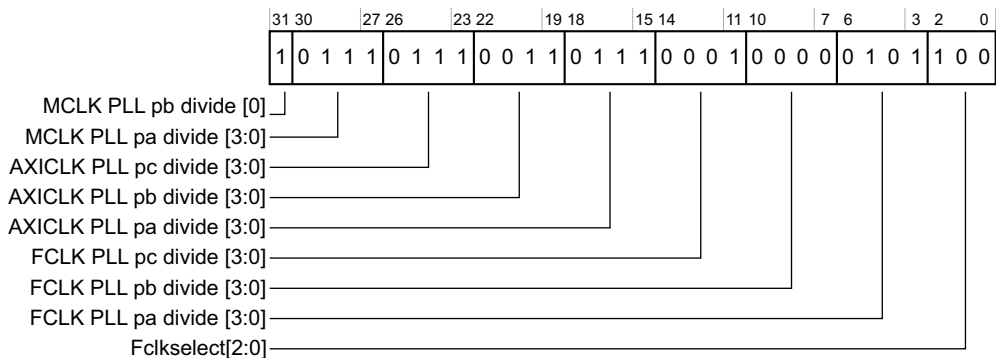 31 30 27 26 23 22 19 18 15 14 11 10 7 6 3 2 0
1 0 1 1 1 0 1 1 1 0 0 1 1 0 1 1 1 0 0 0 1 0 0 0 0 0 1 0 1 1 0 0
MCLK PLL pb divide [0]
MCLK PLL pa divide [3:0]
AXICLK PLL pc divide [3:0]
AXICLK PLL pb divide [3:0]
AXICLK PLL pa divide [3:0]
FCLK PLL pc divide [3:0]
FCLK PLL pb divide [3:0]
FCLK PLL pa divide [3:0]
Fclkselect[2:0]